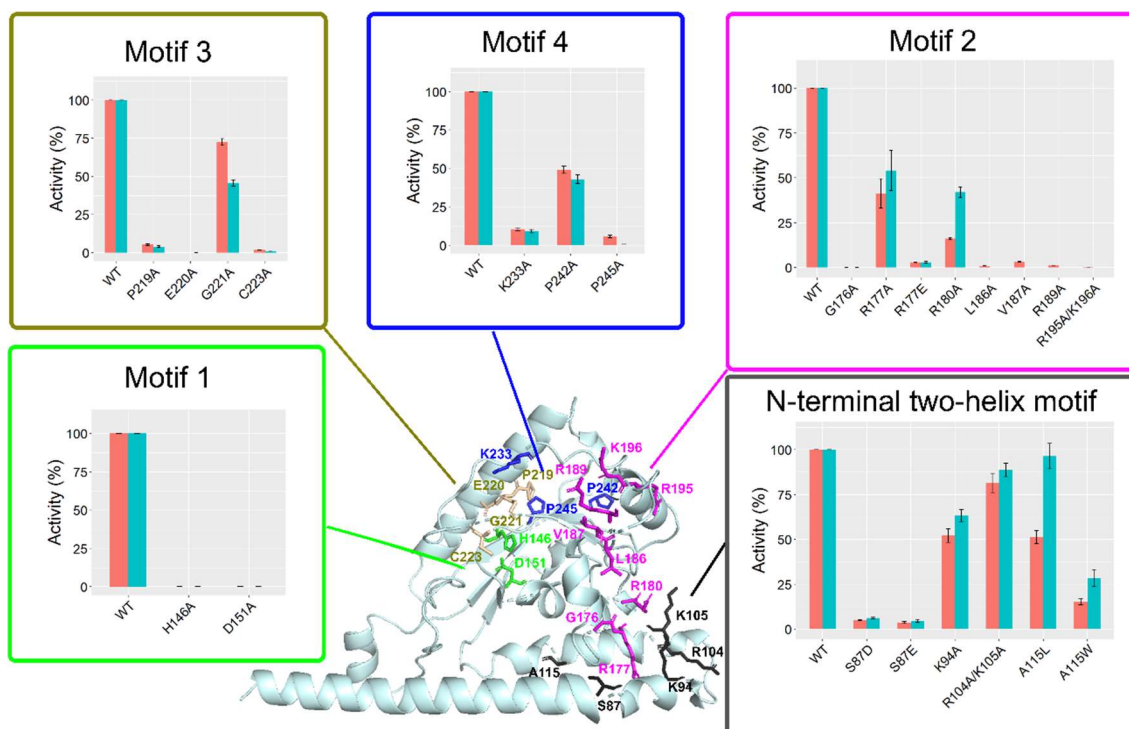 Motif 3
Activity (%)
100
75
50
25
0
WT
P219A
E220A
G221A
C223A
Motif 4
Activity (%)
100
75
50
25
0
WT
K233A
P242A
P245A
Motif 2
Activity (%)
100
75
50
25
0
WT
G176A
R177A
R177E
R180A
L186A
V187A
R189A
R195A/K196A
Motif 1
Activity (%)
100
75
50
25
0
WT
H146A
D151A
N-terminal two-helix motif
Activity (%)
100
75
50
25
0
WT
S87D
S87E
K94A
R104A/K105A
A115L
A115W
K233
P219
E220
G221
C223
H146
D151
P245
R189
K196
P242
R195
V187
L186
R180
G176
K105
R104
R177
K94
A115
S87